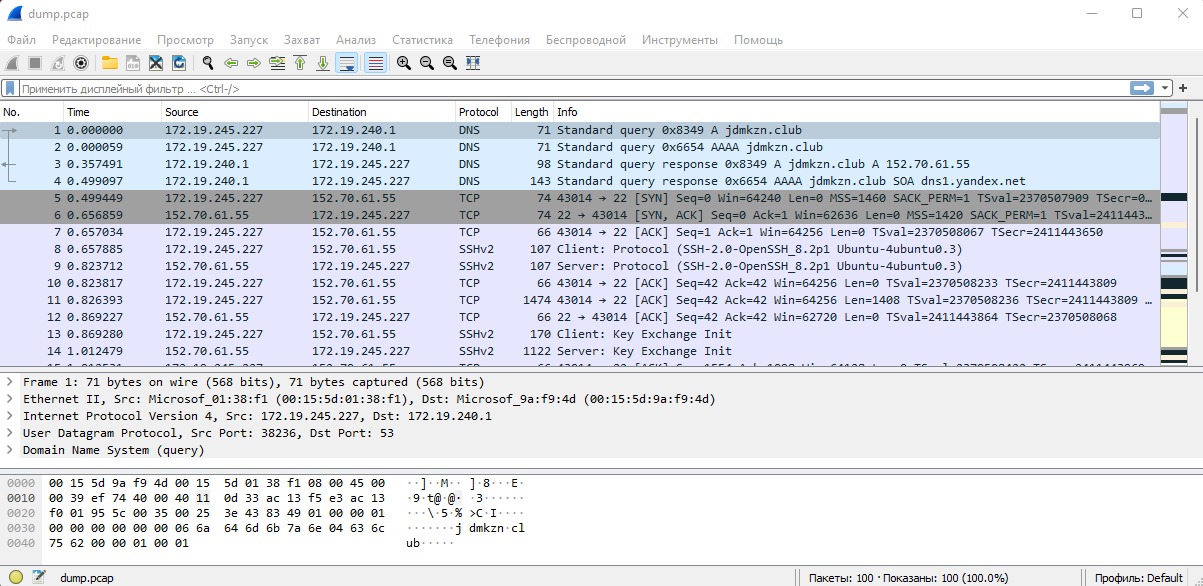 dump.pcap
Файл Редактирование Просмотр Запуск Захват Анализ Статистика Телефония Беспроводной Инструменты Помощь
Применить дисплейный фильтр ... <Ctrl-/>
No. Time Source Destination Protocol Length Info
1 0.000000 172.19.245.227 172.19.240.1 DNS 71 Standard query 0x8349 A jdmkzn.club
2 0.000059 172.19.245.227 172.19.240.1 DNS 71 Standard query 0x6654 AAAA jdmkzn.club
3 0.357491 172.19.240.1 172.19.245.227 DNS 98 Standard query response 0x8349 A jdmkzn.club A 152.70.61.55
4 0.499097 172.19.240.1 172.19.245.227 DNS 143 Standard query response 0x6654 AAAA jdmkzn.club SOA dns1.yandex.net
5 0.499449 172.19.245.227 152.70.61.55 TCP 74 43014 → 22 [SYN] Seq=0 Win=64240 Len=0 MSS=1460 SACK_PERM=1 TSval=2370507909 TSecr=0…
6 0.656859 152.70.61.55 172.19.245.227 TCP 74 22 → 43014 [SYN, ACK] Seq=0 Ack=1 Win=62636 Len=0 MSS=1420 SACK_PERM=1 TSval=2411443…
7 0.657034 172.19.245.227 152.70.61.55 TCP 66 43014 → 22 [ACK] Seq=1 Ack=1 Win=64256 Len=0 TSval=2370508067 TSecr=2411443650
8 0.657885 172.19.245.227 152.70.61.55 SSHv2 107 Client: Protocol (SSH-2.0-OpenSSH_8.2p1 Ubuntu-4ubuntu0.3)
9 0.823712 152.70.61.55 172.19.245.227 SSHv2 107 Server: Protocol (SSH-2.0-OpenSSH_8.2p1 Ubuntu-4ubuntu0.3)
10 0.823817 172.19.245.227 152.70.61.55 TCP 66 43014 → 22 [ACK] Seq=42 Ack=42 Win=64256 Len=0 TSval=2370508233 TSecr=2411443809
11 0.826393 172.19.245.227 152.70.61.55 TCP 1474 43014 → 22 [ACK] Seq=42 Ack=42 Win=64256 Len=1408 TSval=2370508236 TSecr=2411443809 …
12 0.869227 152.70.61.55 172.19.245.227 TCP 66 22 → 43014 [ACK] Seq=42 Ack=42 Win=62720 Len=0 TSval=2411443864 TSecr=2370508068
13 0.869280 172.19.245.227 152.70.61.55 SSHv2 170 Client: Key Exchange Init
14 1.012479 152.70.61.55 172.19.245.227 SSHv2 1122 Server: Key Exchange Init
Frame 1: 71 bytes on wire (568 bits), 71 bytes captured (568 bits)
Ethernet II, Src: Microsof_01:38:f1 (00:15:5d:01:38:f1), Dst: Microsof_9a:f9:4d (00:15:5d:9a:f9:4d)
Internet Protocol Version 4, Src: 172.19.245.227, Dst: 172.19.240.1
User Datagram Protocol, Src Port: 38236, Dst Port: 53
Domain Name System (query)
0000 00 15 5d 9a f9 4d 00 15 5d 01 38 f1 08 00 45 00 ··]··M·· ]·8···E·
0010 00 39 ef 74 40 00 40 11 0d 33 ac 13 f5 e3 ac 13 ·9·t@·@· ·3······
0020 f0 01 95 5c 00 35 00 25 3e 43 83 49 01 00 00 01 ···\·5·% >C·I····
0030 00 00 00 00 00 00 06 6a 64 6d 6b 7a 6e 04 63 6c ·······j dmkzn·cl
0040 75 62 00 00 01 00 01 ub·····
dump.pcap Пакеты: 100 · Показаны: 100 (100.0%) Профиль: Default